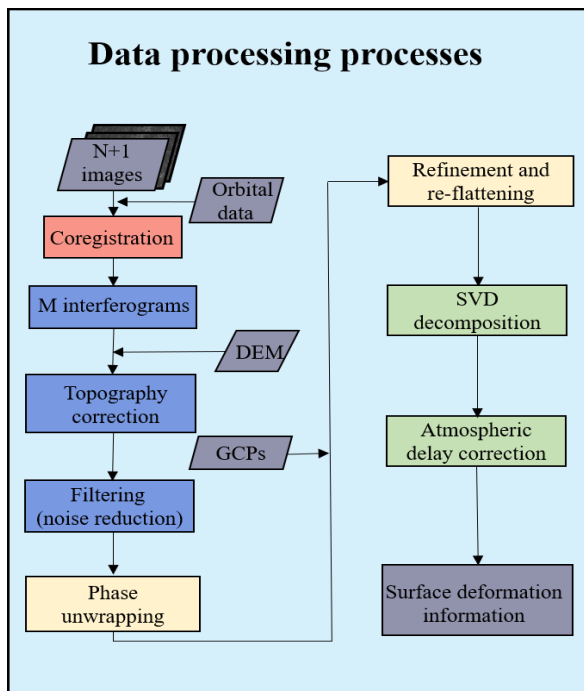 Data processing processes
N+1
images
Orbital
data
Coregistration
M interferograms
DEM
Topography
correction
GCPs
Filtering
(noise reduction)
Phase
unwrapping
Refinement and
re-flattening
SVD
decomposition
Atmospheric
delay correction
Surface deformation
information